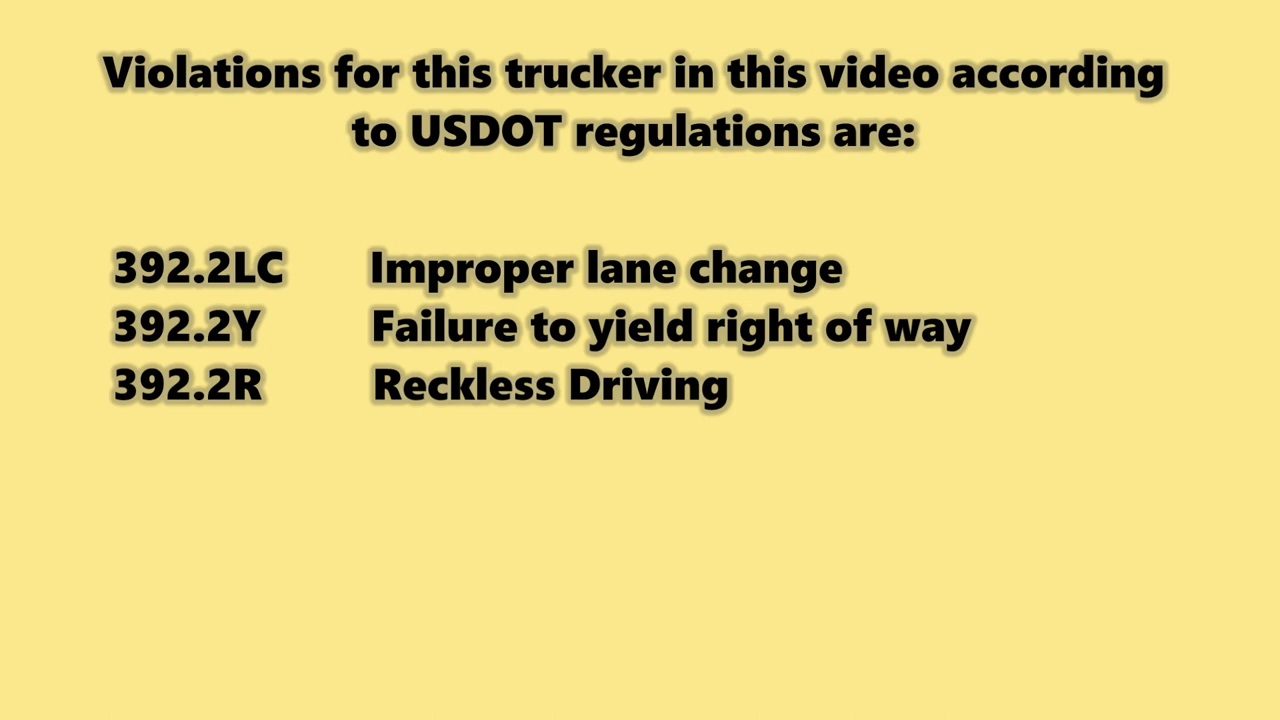 Violations for this trucker in this video according
to USDOT regulations are:
392.2LC Improper lane change
392.2Y Failure to yield right of way
392.2R Reckless Driving